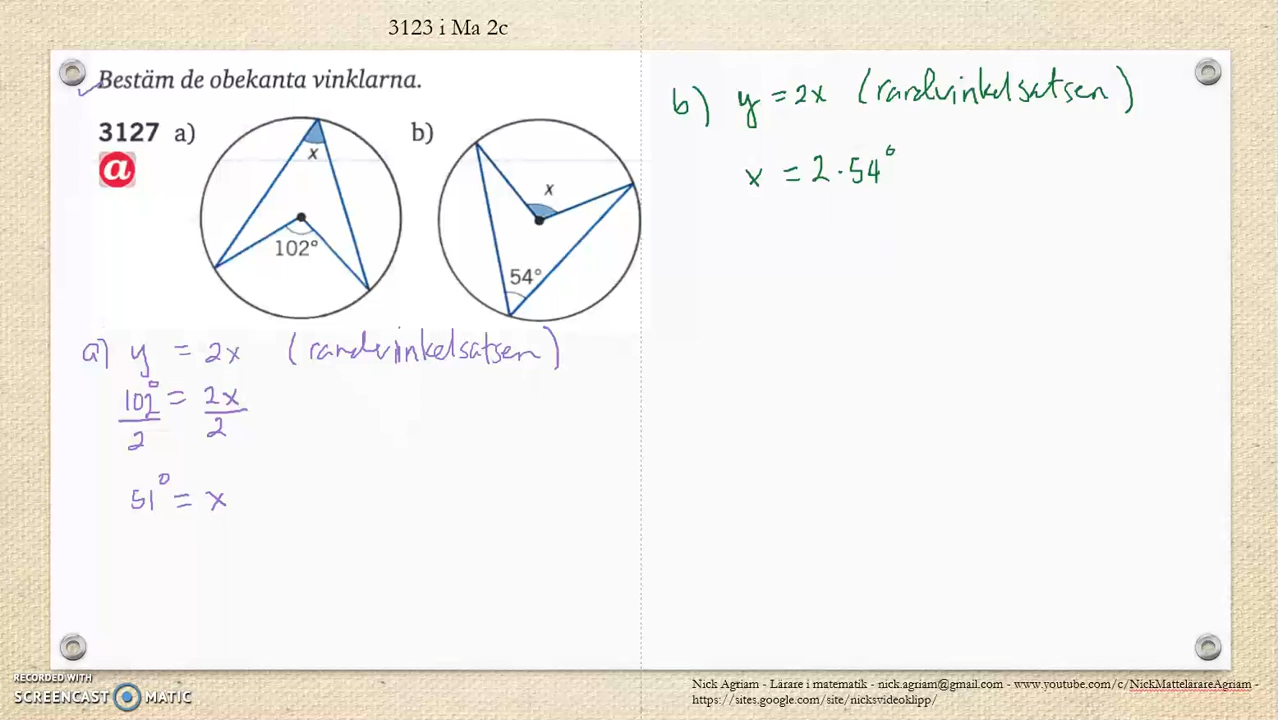 3123 i Ma 2c
Bestäm de obekanta vinklarna.
3127 a)
b)
a
x
102°
x
54°
a) y = 2x (randvinkelsatsen)
102° = 2x
2 2
51° = x
b) y = 2x (randvinkelsatsen)
x = 2·54°
RECORDED WITH
SCREENCAST MATIC
Nick Agriam - Lärare i matematik - nick.agriam@gmail.com - www.youtube.com/c/NickMattelärareAgriam
https://sites.google.com/site/nicksvideoklipp/